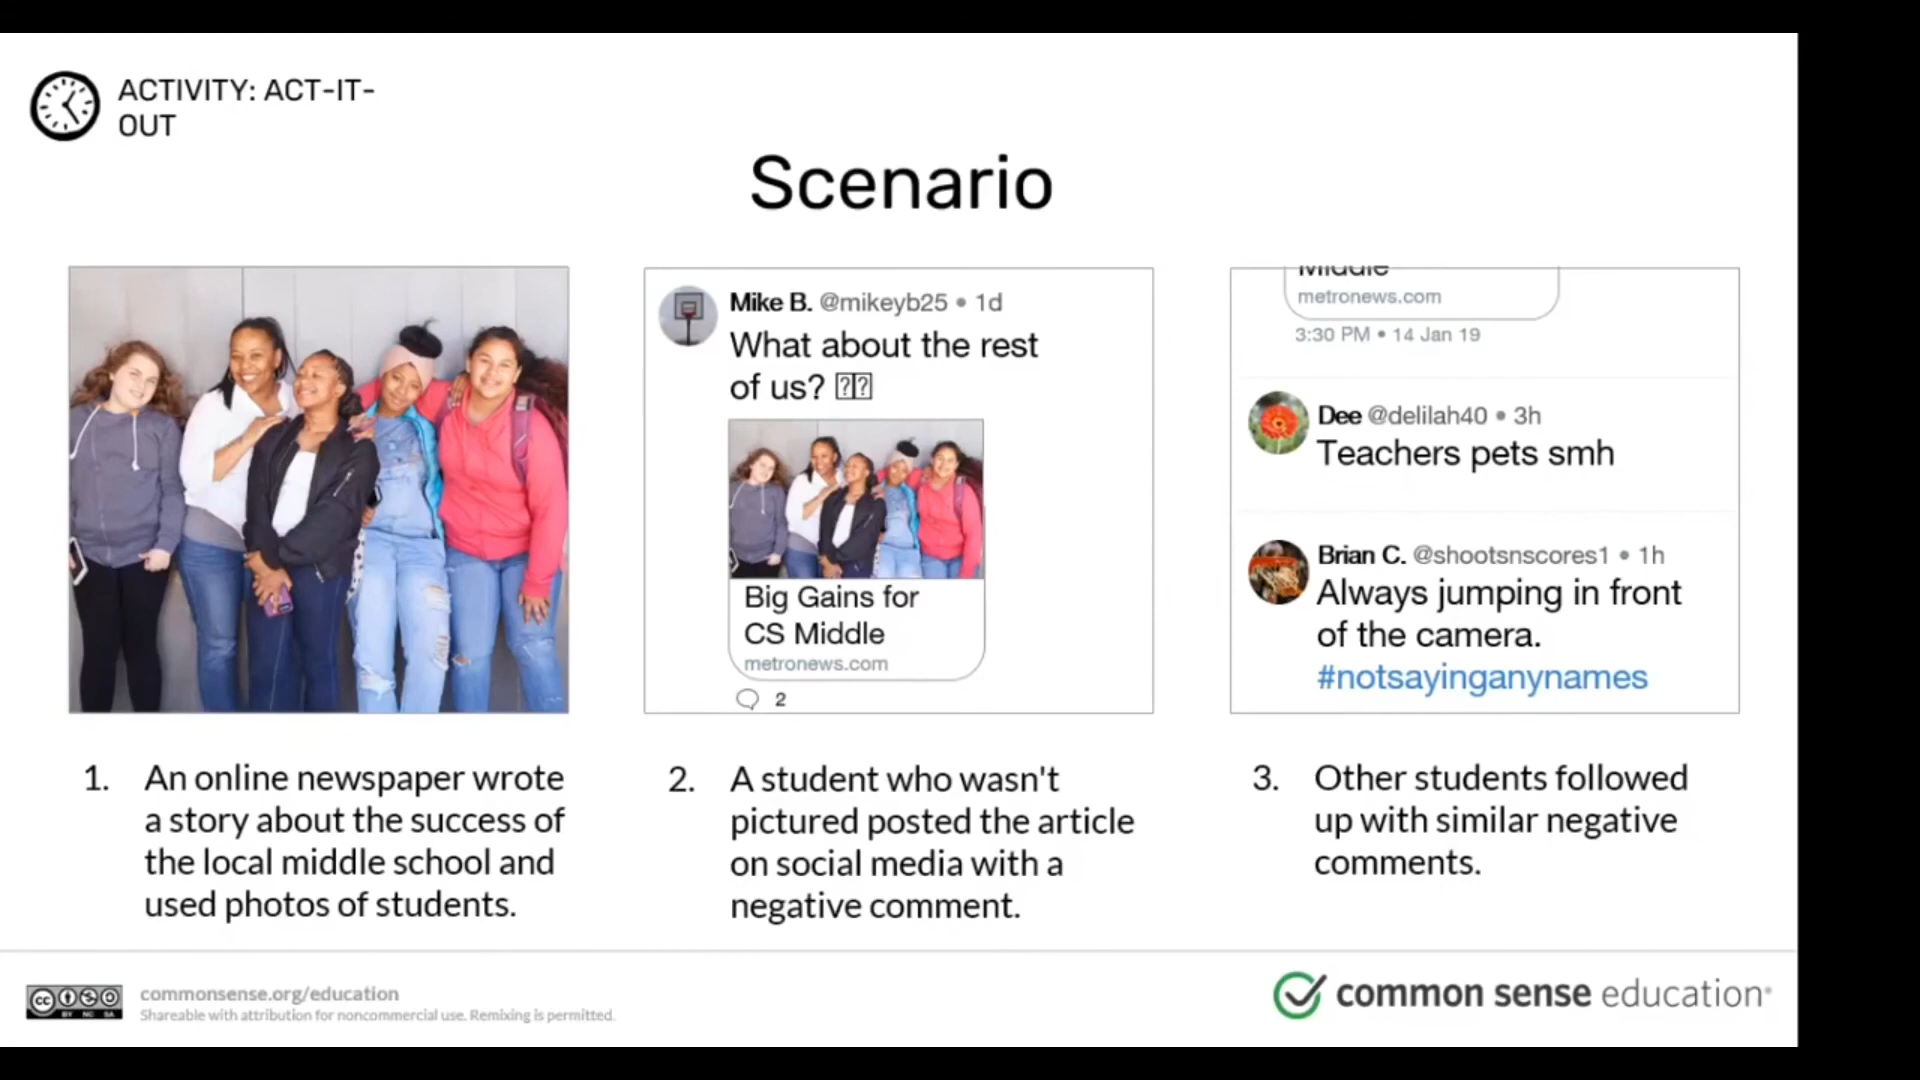 ACTIVITY: ACT-IT-
OUT
Scenario
Mike B. @mikeyb25 • 1d
What about the rest
of us?
Big Gains for
CS Middle
metronews.com
2
Middle
metronews.com
3:30 PM • 14 Jan 19
Dee @delilah40 • 3h
Teachers pets smh
Brian C. @shootsnscores1 • 1h
Always jumping in front
of the camera.
#notsayinganynames
1. An online newspaper wrote
a story about the success of
the local middle school and
used photos of students.
2. A student who wasn't
pictured posted the article
on social media with a
negative comment.
3. Other students followed
up with similar negative
comments.
cc BY NC SA
commonsense.org/education
Shareable with attribution for noncommercial use. Remixing is permitted.
common sense education®